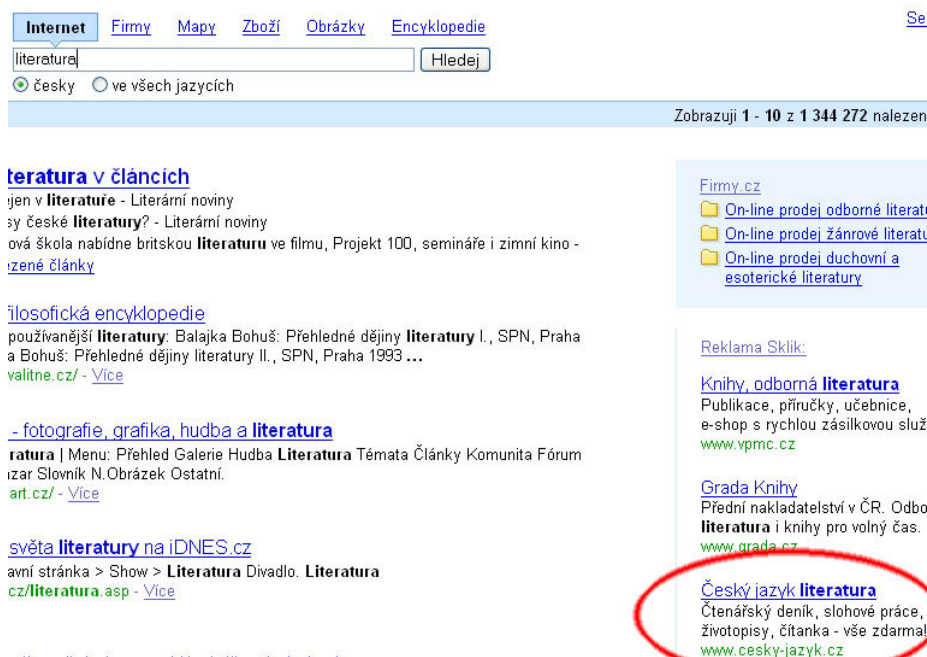 Internet Firmy Mapy Zboží Obrázky Encyklopedie
Se
literatura Hledej
česky ve všech jazycích
Zobrazuji 1 - 10 z 1 344 272 nalezen
teratura v článcích
ejen v literatuře - Literární noviny
sy české literatury? - Literární noviny
ová škola nabídne britskou literaturu ve filmu, Projekt 100, semináře i zimní kino -
ezené články
filosofická encyklopedie
používanější literatury: Balajka Bohuš: Přehledné dějiny literatury I., SPN, Praha
a Bohuš: Přehledné dějiny literatury II., SPN, Praha 1993 ...
valitne.cz/ - Více
- fotografie, grafika, hudba a literatura
ratura | Menu: Přehled Galerie Hudba Literatura Témata Články Komunita Fórum
azar Slovník N.Obrázek Ostatní.
art.cz/ - Více
světa literatury na iDNES.cz
avní stránka > Show > Literatura Divadlo. Literatura
cz/literatura.asp - Více
Firmy.cz
On-line prodej odborné literatu
On-line prodej žánrové literatu
On-line prodej duchovní a
esoterické literatury
Reklama Sklik:
Knihy, odborná literatura
Publikace, příručky, učebnice,
e-shop s rychlou zásilkovou služ
www.vpmc.cz
Grada Knihy
Přední nakladatelství v ČR. Odbo
literatura i knihy pro volný čas.
www.grada.cz
Český jazyk literatura
Čtenářský deník, slohové práce,
životopisy, čítanka - vše zdarma!
www.cesky-jazyk.cz